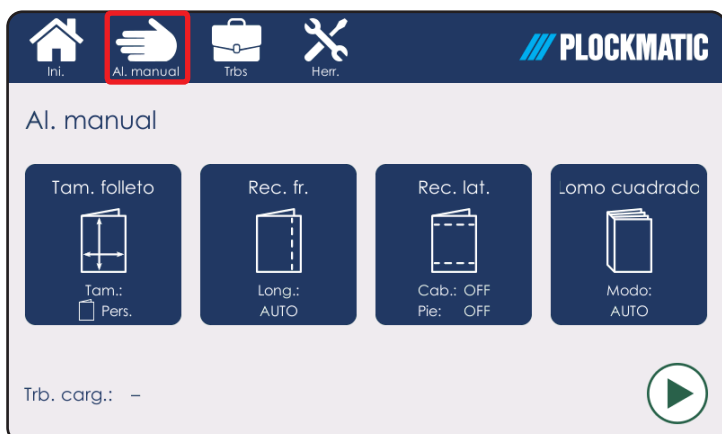 Ini.
Al. manual
Trbs
Herr.
PLOCKMATIC
Al. manual
Tam. folleto
Rec. fr.
Rec. lat.
Lomo cuadrado
Tam.:
Pers.
Long.:
AUTO
Cab.: OFF
Pie: OFF
Modo:
AUTO
Trb. carg.: –